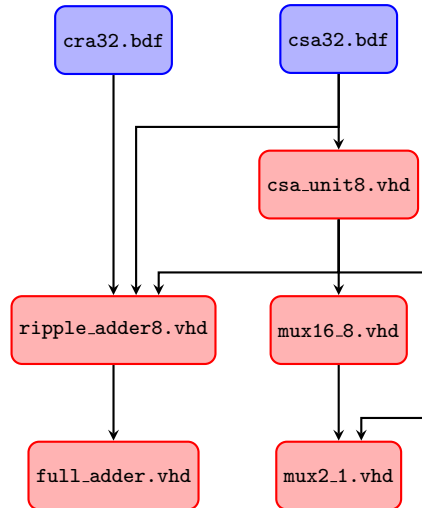 cra32.bdf
csa32.bdf
csa_unit8.vhd
ripple_adder8.vhd
mux16_8.vhd
full_adder.vhd
mux2_1.vhd